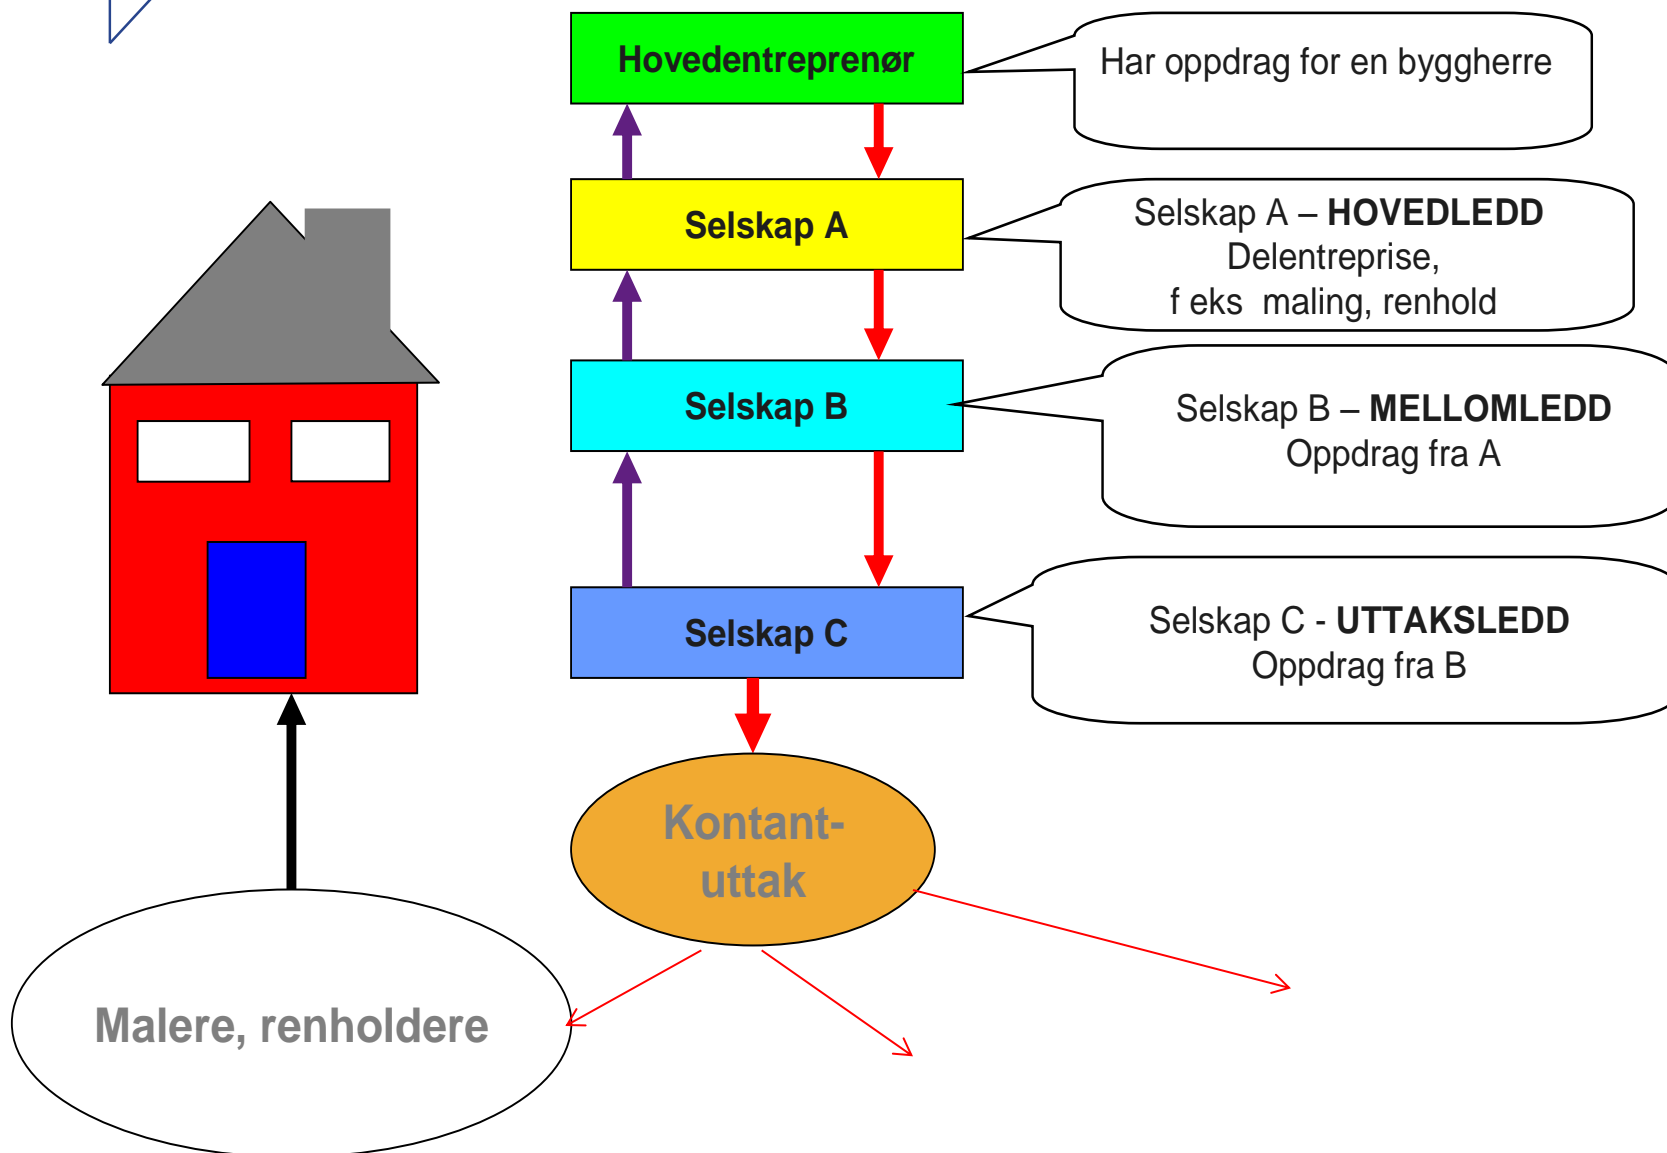 Hovedentreprenør
Har oppdrag for en byggherre
Selskap A
Selskap A – HOVEDLEDD
Delentreprise,
f eks  maling, renhold
Selskap B
Selskap B – MELLOMLEDD
Oppdrag fra A
Selskap C
Selskap C - UTTAKSLEDD
Oppdrag fra B
Kontant-
uttak
Malere, renholdere